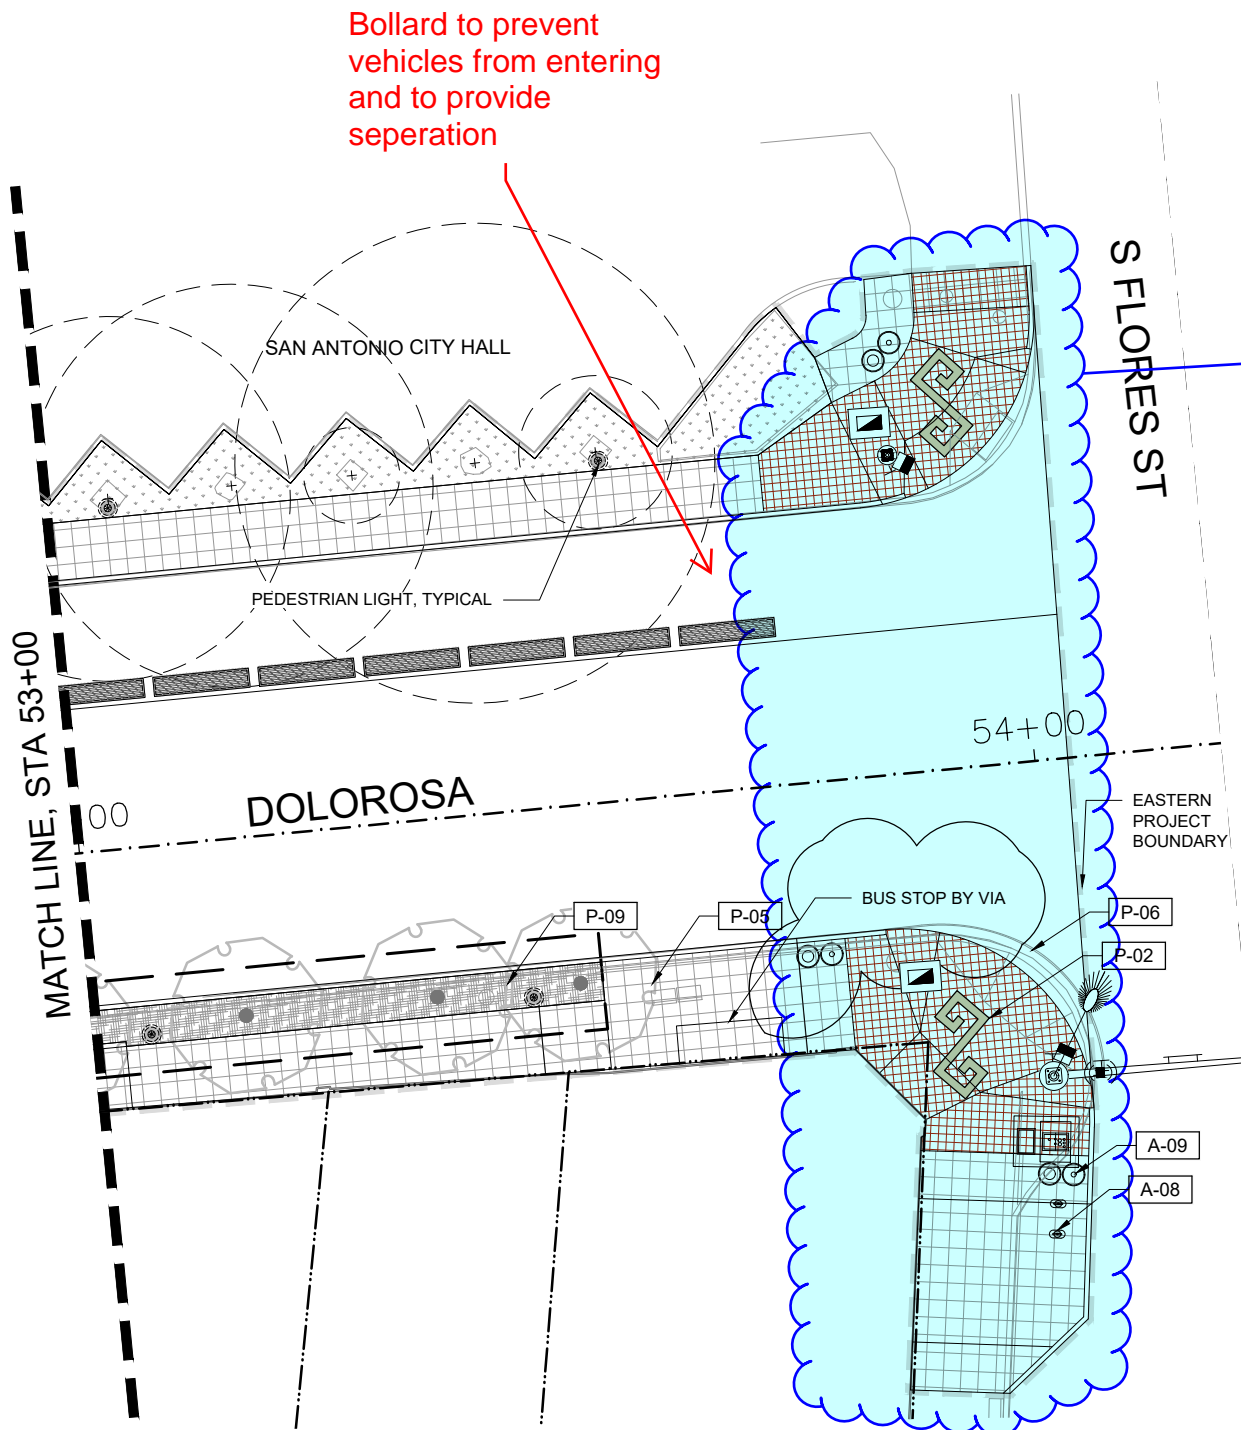 Bollard to prevent
vehicles from entering
and to provide
seperation
S FLORES ST
SAN ANTONIO CITY HALL
PEDESTRIAN LIGHT, TYPICAL
MATCH LINE, STA 53+00
54+00
00
DOLOROSA
EASTERN
PROJECT
BOUNDARY
BUS STOP BY VIA
P-09
P-05
P-06
P-02
A-09
A-08